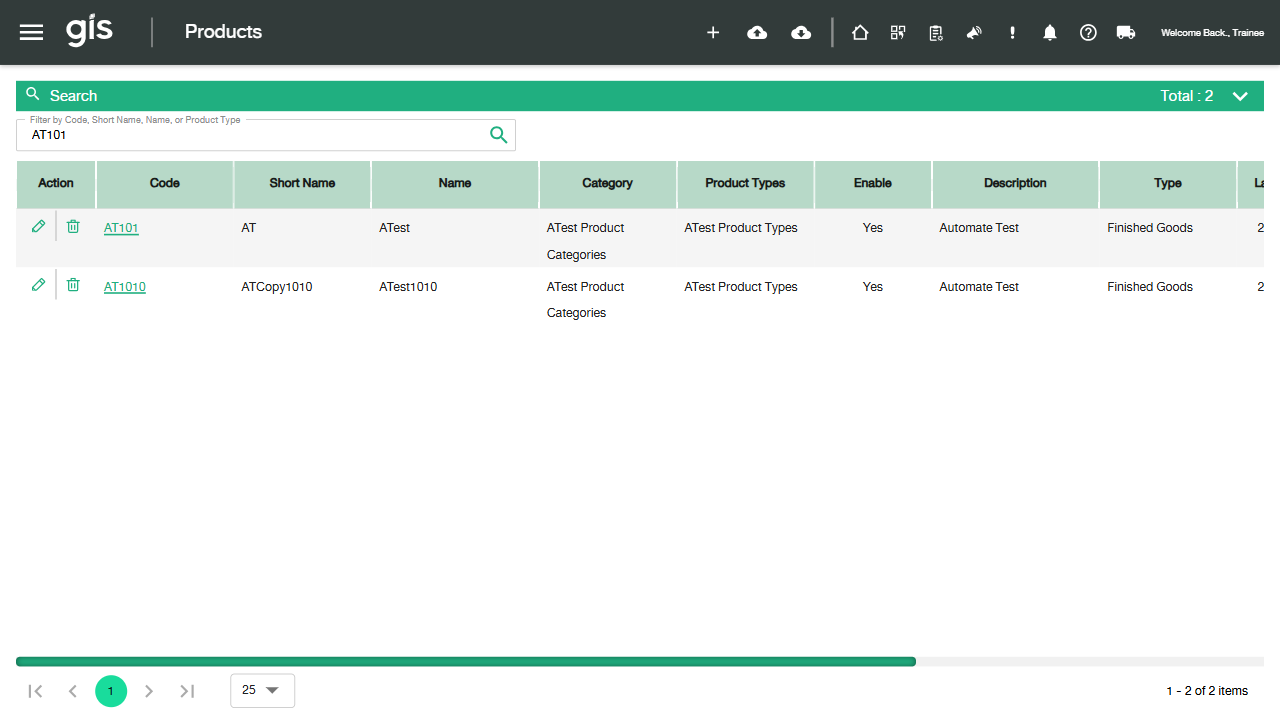 gis
Products
Welcome Back., Trainee
Search
Total : 2
Filter by Code, Short Name, Name, or Product Type
AT101
Action Code Short Name Name Category Product Types Enable Description Type La
AT101 AT ATest ATest Product Categories ATest Product Types Yes Automate Test Finished Goods 2
AT1010 ATCopy1010 ATest1010 ATest Product Categories ATest Product Types Yes Automate Test Finished Goods 2
1
25
1 - 2 of 2 items